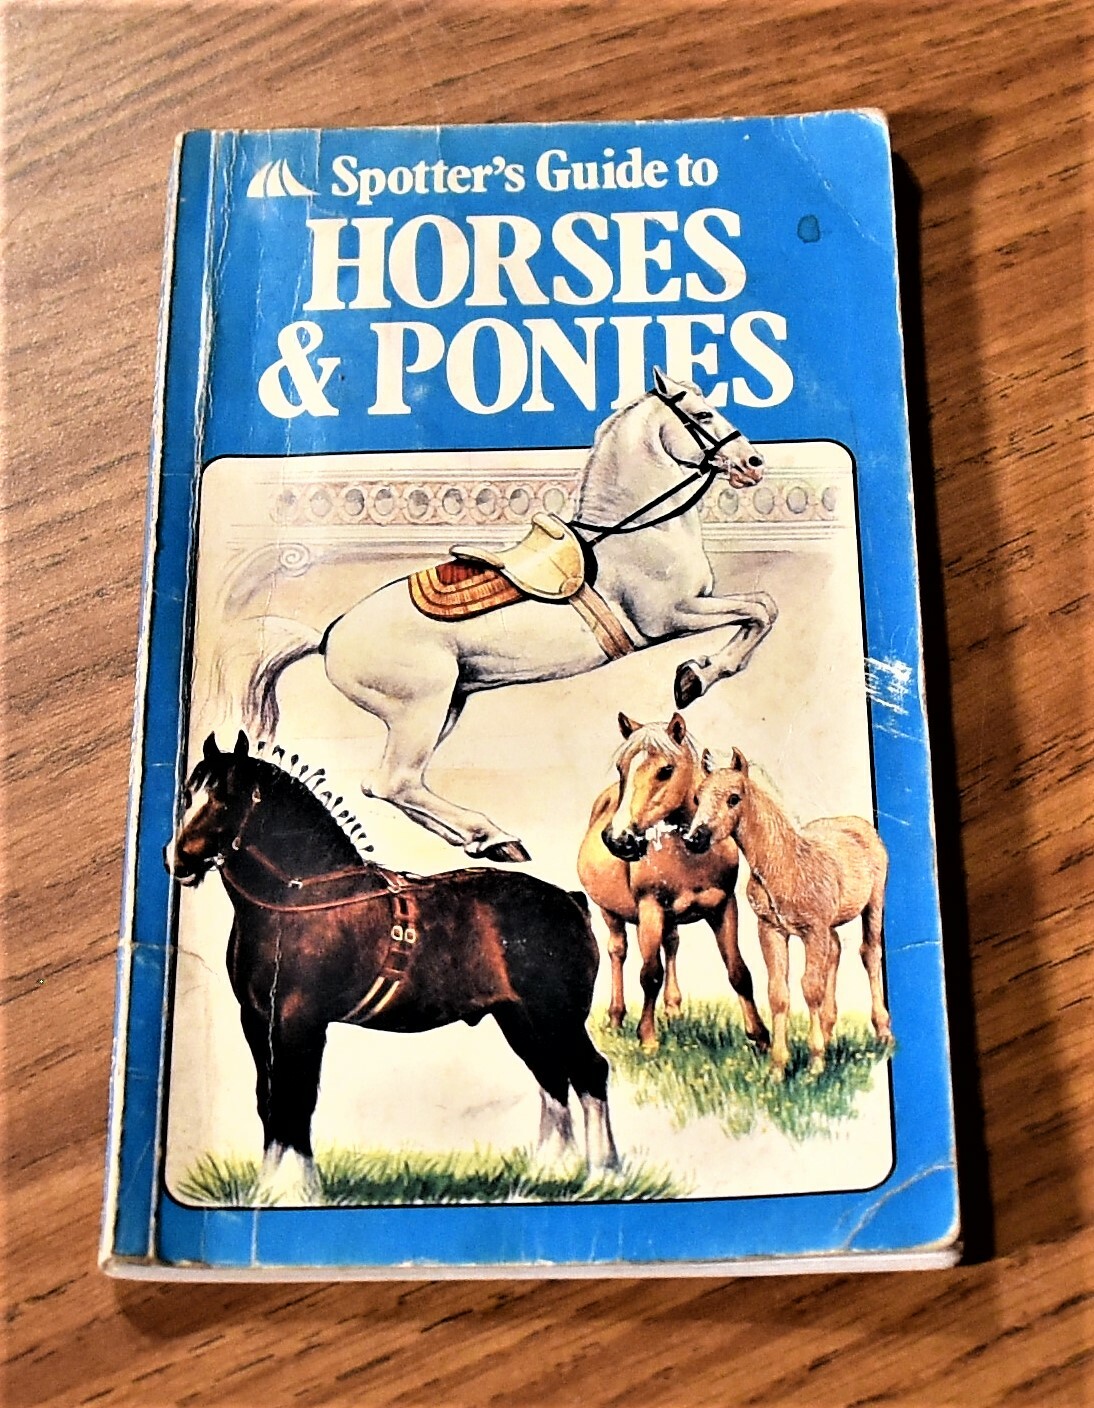 Spotter's Guide to
HORSES
& PONIES